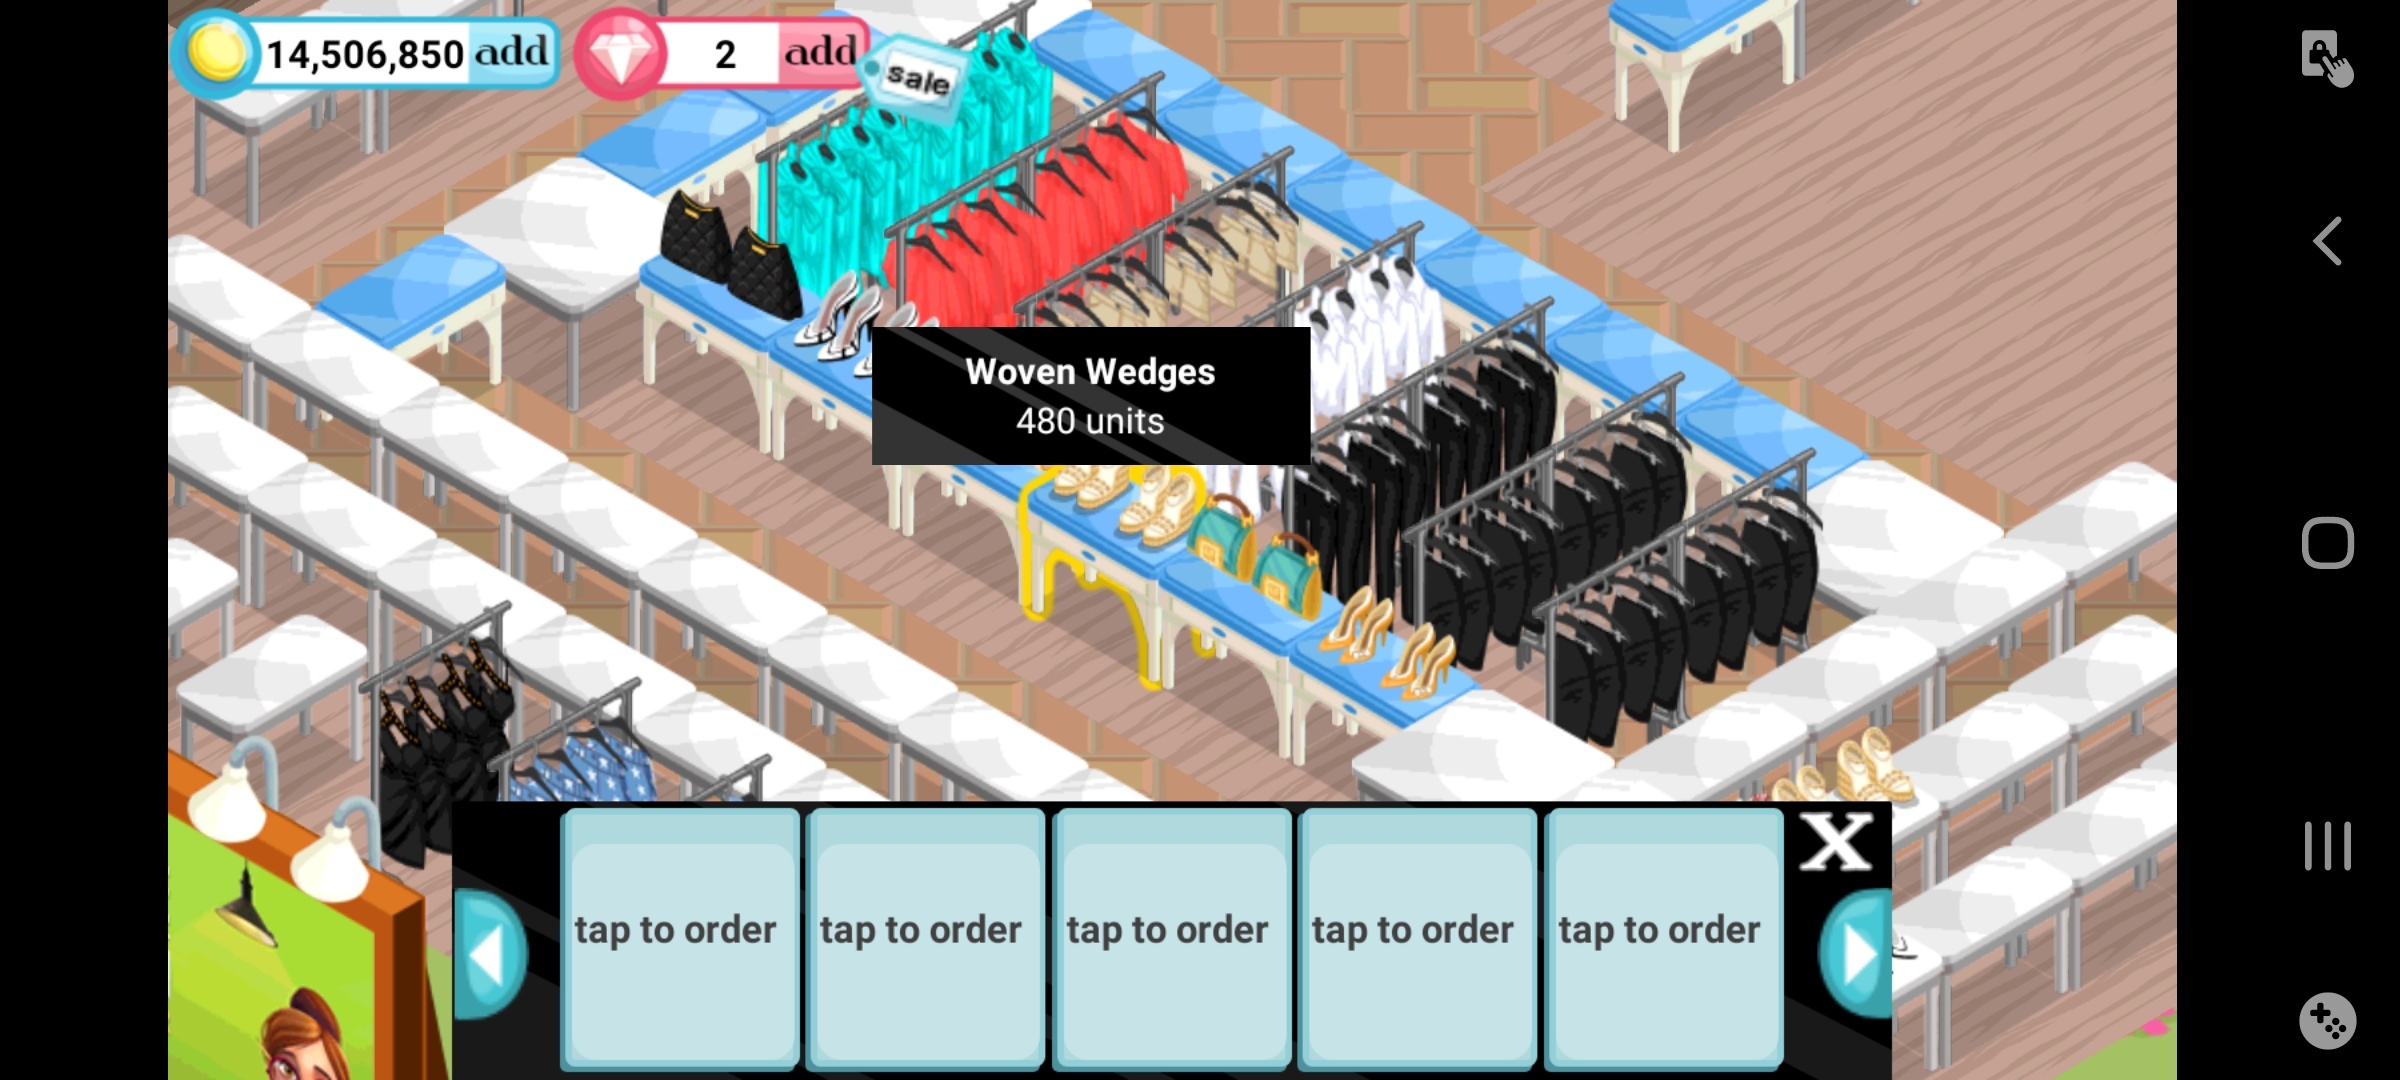 14,506,850 add
2 add
sale
Woven Wedges
480 units
X
tap to order
tap to order
tap to order
tap to order
tap to order